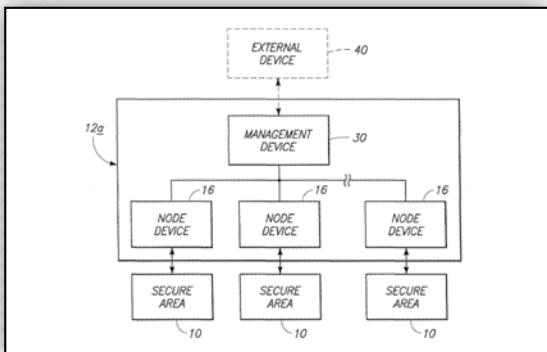 EXTERNAL
DEVICE
40
12a
MANAGEMENT
DEVICE
30
16 16 16
NODE
DEVICE
NODE
DEVICE
NODE
DEVICE
SECURE
AREA
SECURE
AREA
SECURE
AREA
10 10 10